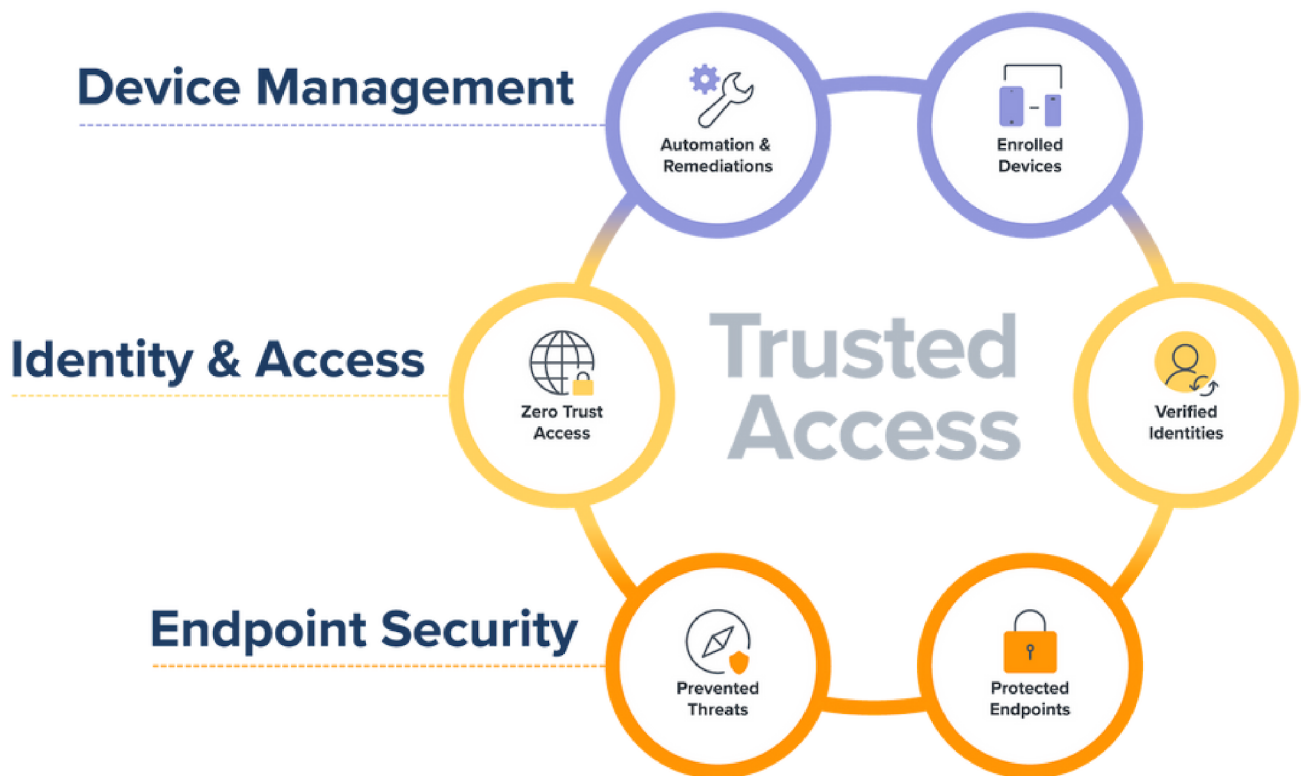 Device Management
Automation &
Remediations
Enrolled
Devices
Identity & Access
Zero Trust
Access
Trusted
Access
Verified
Identities
Endpoint Security
Prevented
Threats
Protected
Endpoints